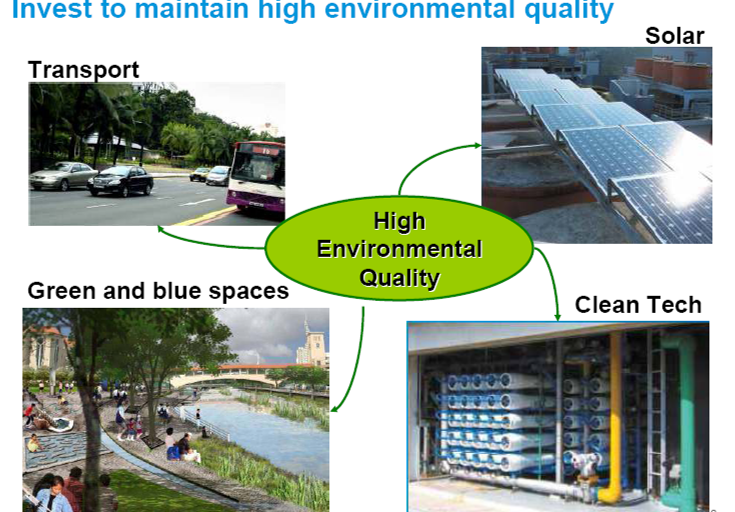 Invest to maintain high environmental quality
Solar
Transport
High
Environmental
Quality
Green and blue spaces
Clean Tech